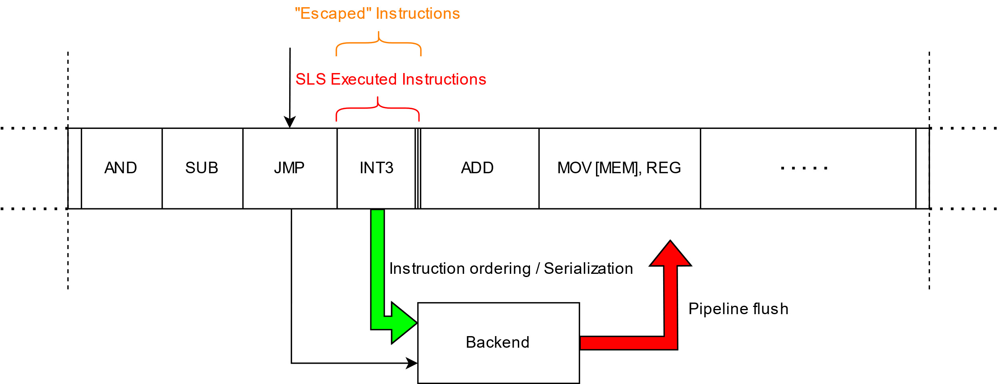 "Escaped" Instructions
SLS Executed Instructions
AND
SUB
JMP
INT3
ADD
MOV [MEM], REG
.....
Instruction ordering / Serialization
Pipeline flush
Backend